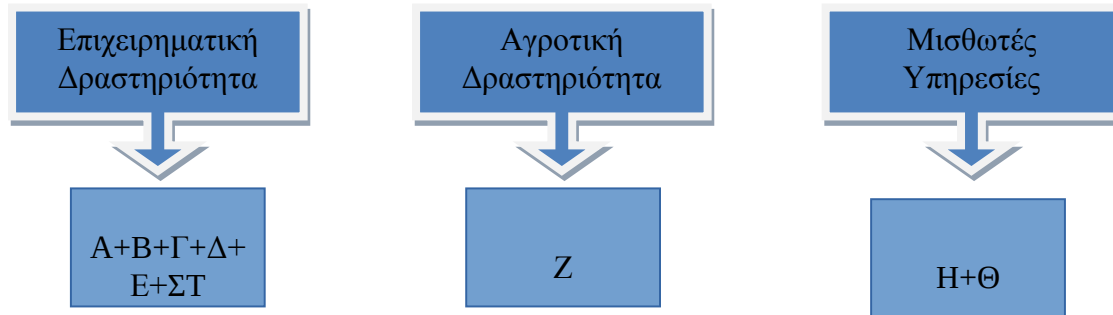 Επιχειρηματική
Δραστηριότητα
Αγροτική
Δραστηριότητα
Μισθωτές
Υπηρεσίες
Α+Β+Γ+Δ+
Ε+ΣΤ
Ζ
Η+Θ